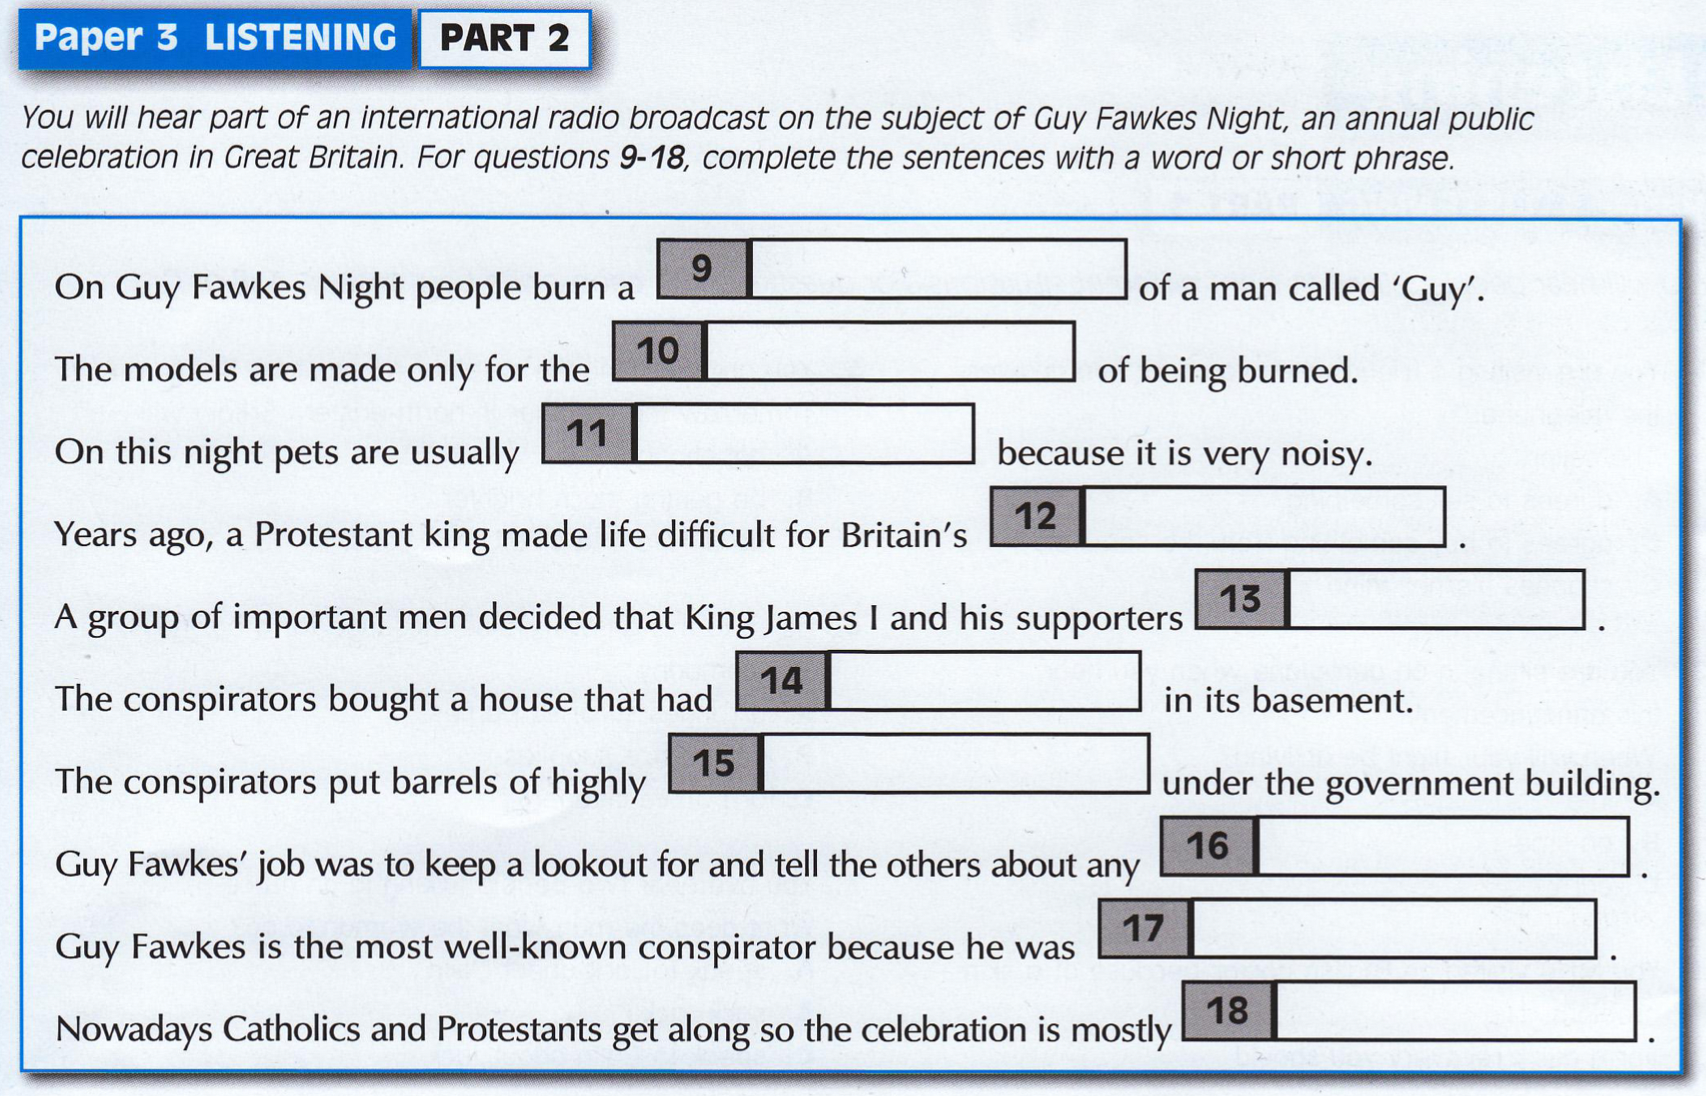 Paper 3 LISTENING PART 2
You will hear part of an international radio broadcast on the subject of Guy Fawkes Night, an annual public
celebration in Great Britain. For questions 9-18, complete the sentences with a word or short phrase.
On Guy Fawkes Night people burn a 9 of a man called ‘Guy’.
The models are made only for the 10 of being burned.
On this night pets are usually 11 because it is very noisy.
Years ago, a Protestant king made life difficult for Britain’s 12 .
A group of important men decided that King James I and his supporters 13 .
The conspirators bought a house that had 14 in its basement.
The conspirators put barrels of highly 15 under the government building.
Guy Fawkes’ job was to keep a lookout for and tell the others about any 16 .
Guy Fawkes is the most well-known conspirator because he was 17 .
Nowadays Catholics and Protestants get along so the celebration is mostly 18 .